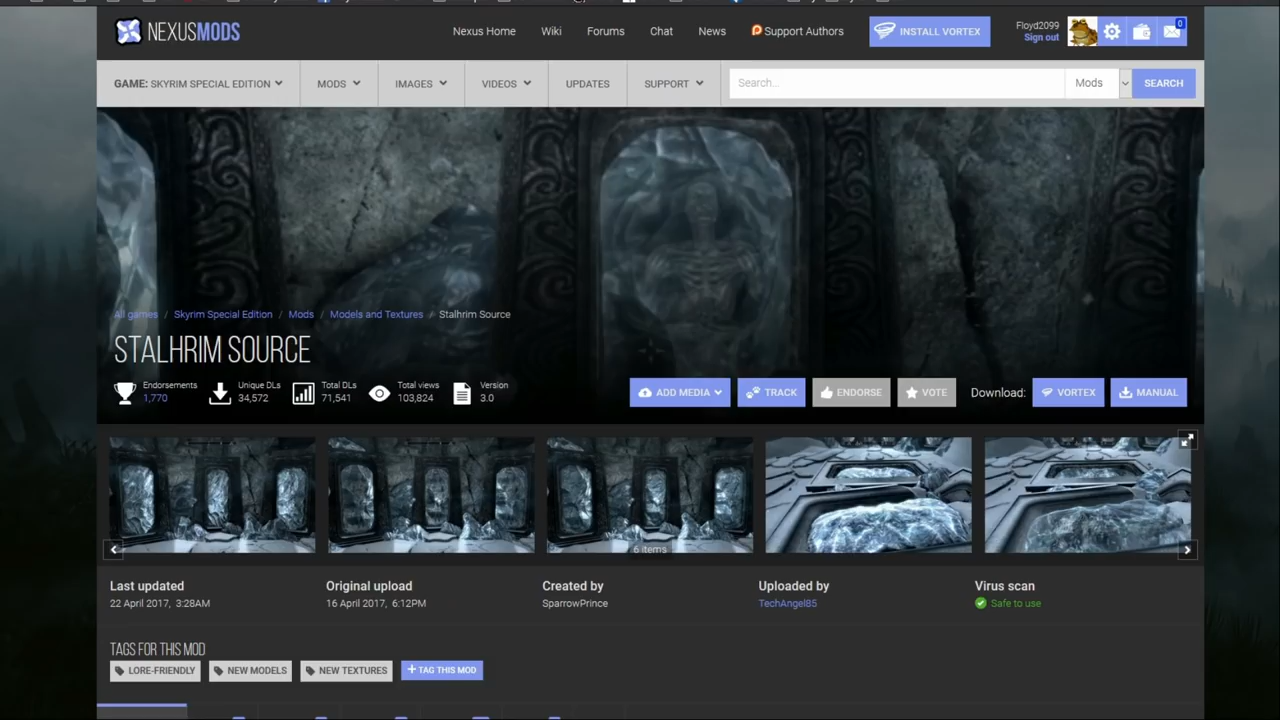 NEXUSMODS
Nexus Home Wiki Forums Chat News Support Authors INSTALL VORTEX Floyd2099 0
Sign out
GAME: SKYRIM SPECIAL EDITION MODS IMAGES VIDEOS UPDATES SUPPORT Search... Mods SEARCH
All games / Skyrim Special Edition / Mods / Models and Textures / Stalhrim Source
STALHRIM SOURCE
Endorsements Unique DLs Total DLs Total views Version
1,770 34,572 71,541 103,824 3.0
ADD MEDIA TRACK ENDORSE VOTE Download: VORTEX MANUAL
6 items
Last updated Original upload Created by Uploaded by Virus scan
22 April 2017, 3:28AM 16 April 2017, 6:12PM SparrowPrince TechAngel85 Safe to use
TAGS FOR THIS MOD
LORE-FRIENDLY NEW MODELS NEW TEXTURES + TAG THIS MOD